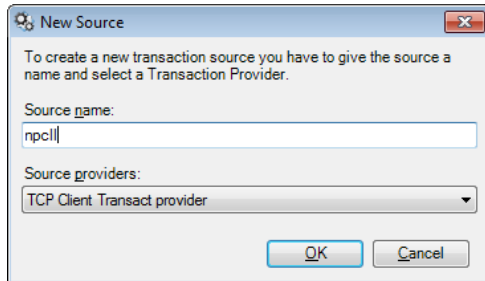 New Source
To create a new transaction source you have to give the source a
name and select a Transaction Provider.
Source name:
npcll
Source providers:
TCP Client Transact provider
OK
Cancel